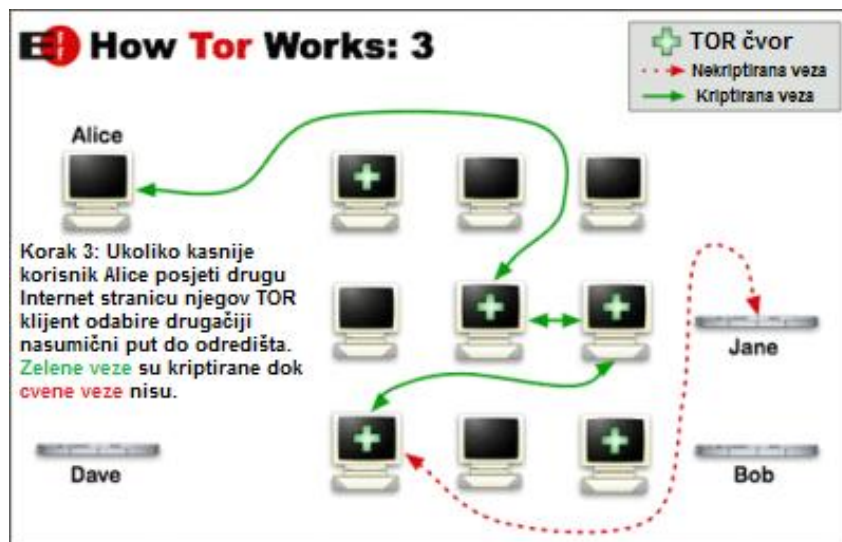 EFF How Tor Works: 3
TOR čvor
Nekriptirana veza
Kriptirana veza
Alice
Korak 3: Ukoliko kasnije
korisnik Alice posjeti drugu
Internet stranicu njegov TOR
klijent odabire drugačiji
nasumični put do odredišta.
Zelene veze su kriptirane dok
cvene veze nisu.
Jane
Dave
Bob